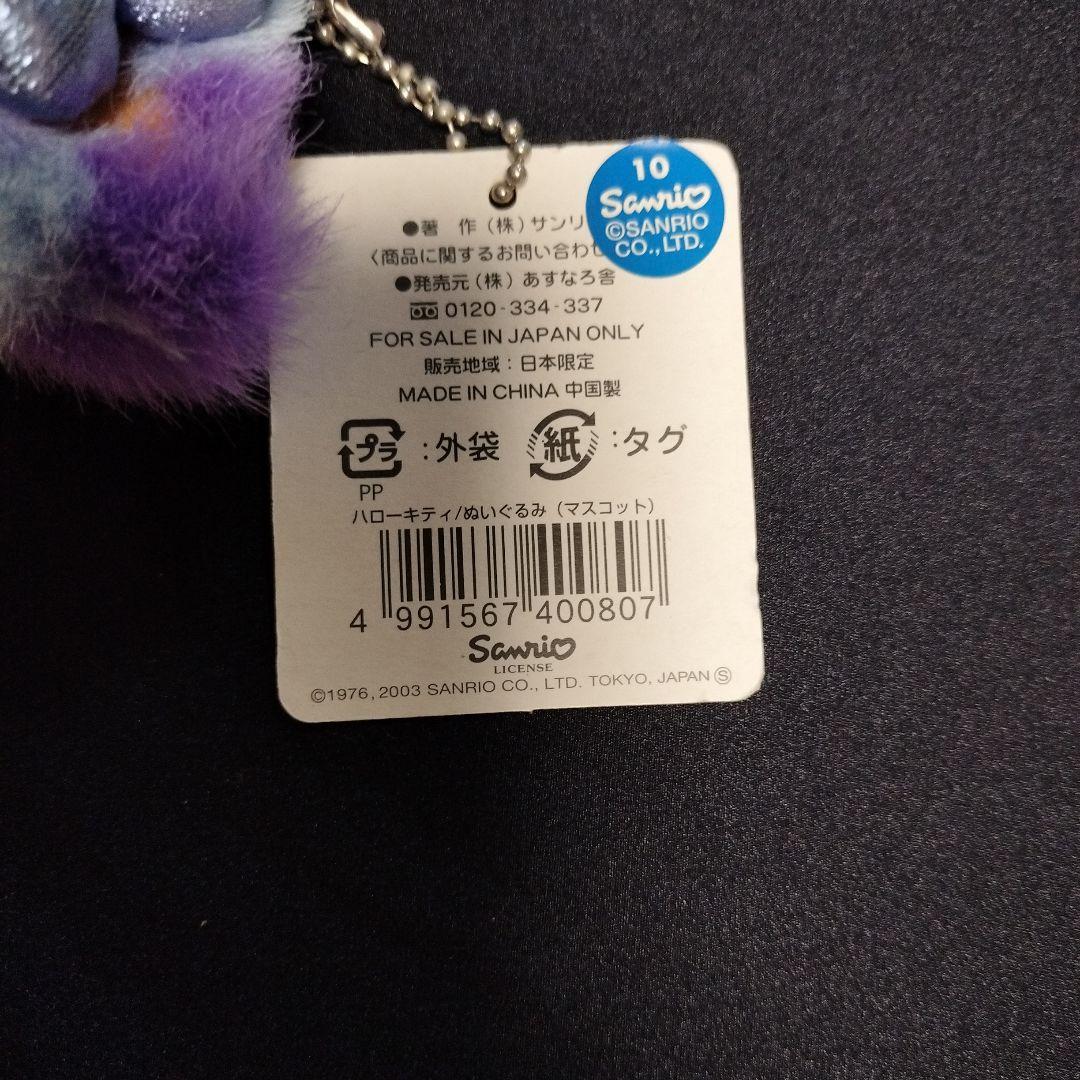 10
Sanrio
©SANRIO
CO., LTD.
●著 作（株）サンリ
〈商品に関するお問い合わせ
●発売元（株）あすなろ舎
0120-334-337
FOR SALE IN JAPAN ONLY
販売地域：日本限定
MADE IN CHINA 中国製
プラ :外袋 紙 :タグ
PP
ハローキティ/ぬいぐるみ（マスコット）
4 991567 400807
Sanrio
LICENSE
©1976, 2003 SANRIO CO., LTD. TOKYO, JAPAN Ⓢ